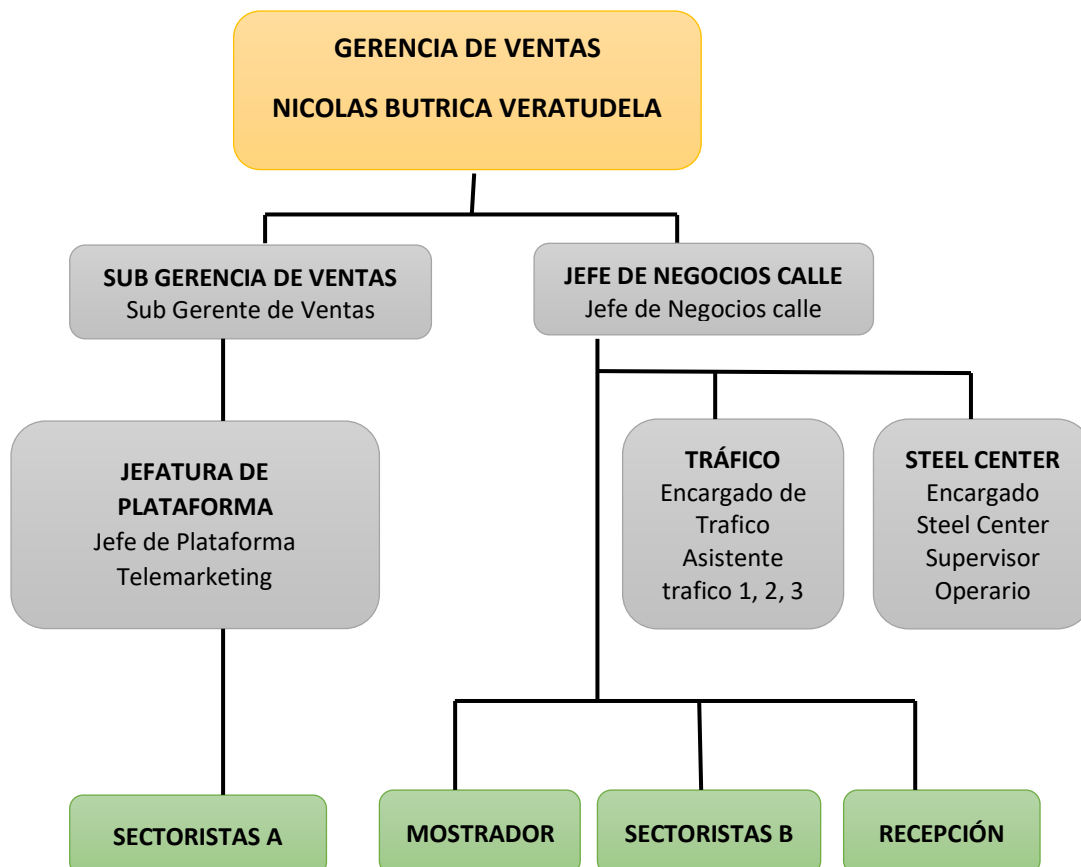 GERENCIA DE VENTAS
NICOLAS BUTRICA VERATUDELA
SUB GERENCIA DE VENTAS
Sub Gerente de Ventas
JEFE DE NEGOCIOS CALLE
Jefe de Negocios calle
JEFATURA DE
PLATAFORMA
Jefe de Plataforma
Telemarketing
TRÁFICO
Encargado de
Trafico
Asistente
trafico 1, 2, 3
STEEL CENTER
Encargado
Steel Center
Supervisor
Operario
SECTORISTAS A
MOSTRADOR
SECTORISTAS B
RECEPCIÓN